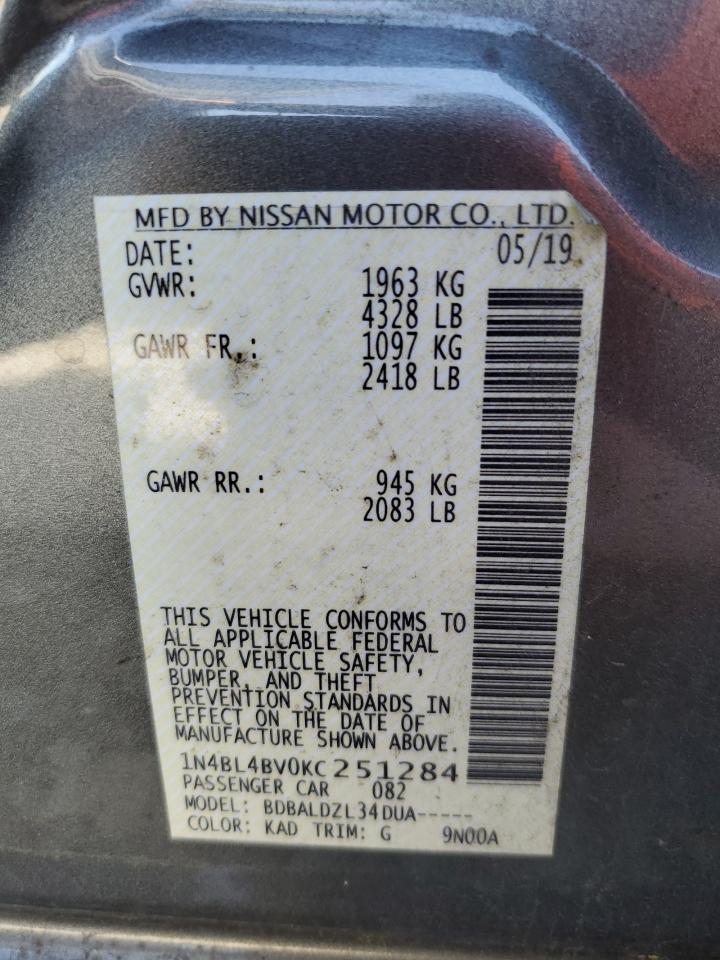 MFD BY NISSAN MOTOR CO., LTD.
DATE: 05/19
GVWR: 1963 KG
4328 LB
GAWR FR.: 1097 KG
2418 LB
GAWR RR.: 945 KG
2083 LB
THIS VEHICLE CONFORMS TO
ALL APPLICABLE FEDERAL
MOTOR VEHICLE SAFETY,
BUMPER, AND THEFT
PREVENTION STANDARDS IN
EFFECT ON THE DATE OF
MANUFACTURE SHOWN ABOVE.
1N4BL4BV0KC251284
PASSENGER CAR 082
MODEL: BDBALDZL34DUA-----
COLOR: KAD TRIM: G 9N00A